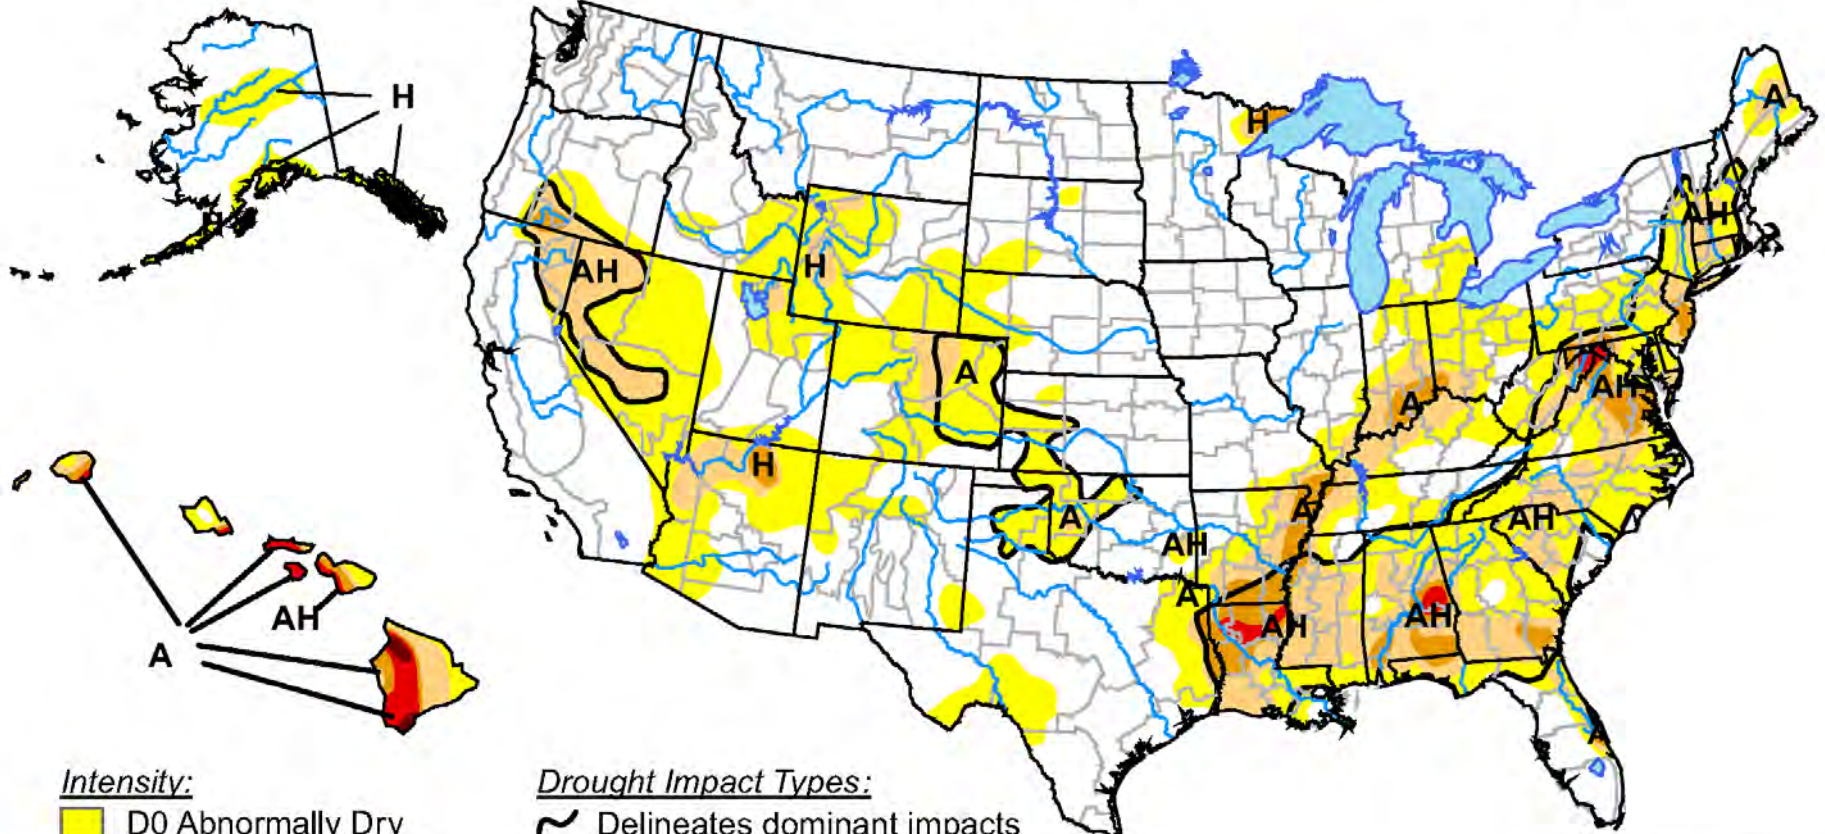 H
A
H
H
AH
AH
H
A
A
AH
H
A
A
AH
AH
A
AH
A
AH
AH
A
A
Intensity:
D0 Abnormally Dry
Drought Impact Types:
Delineates dominant impacts